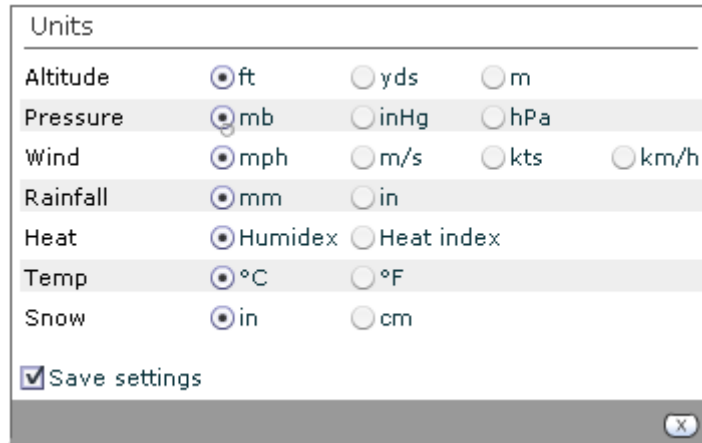 Units
Altitude ft yds m
Pressure mb inHg hPa
Wind mph m/s kts km/h
Rainfall mm in
Heat Humidex Heat index
Temp °C °F
Snow in cm
Save settings
x